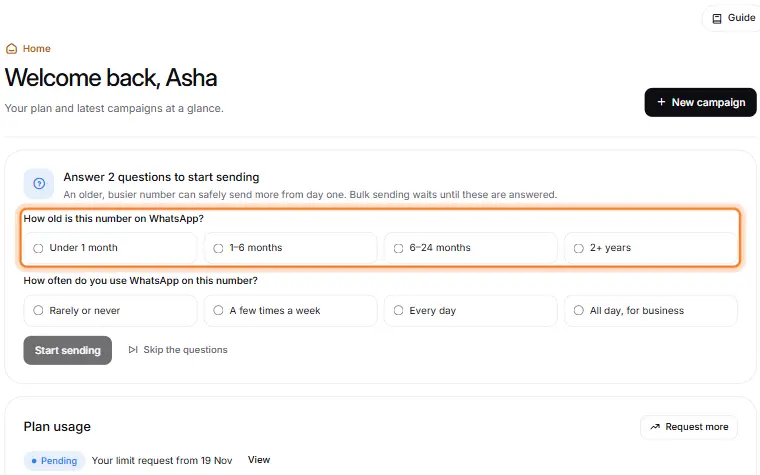 Guide
Home
Welcome back, Asha
Your plan and latest campaigns at a glance.
+ New campaign
Answer 2 questions to start sending
An older, busier number can safely send more from day one. Bulk sending waits until these are answered.
How old is this number on WhatsApp?
Under 1 month 1–6 months 6–24 months 2+ years
How often do you use WhatsApp on this number?
Rarely or never A few times a week Every day All day, for business
Start sending Skip the questions
Plan usage Request more
Pending Your limit request from 19 Nov View